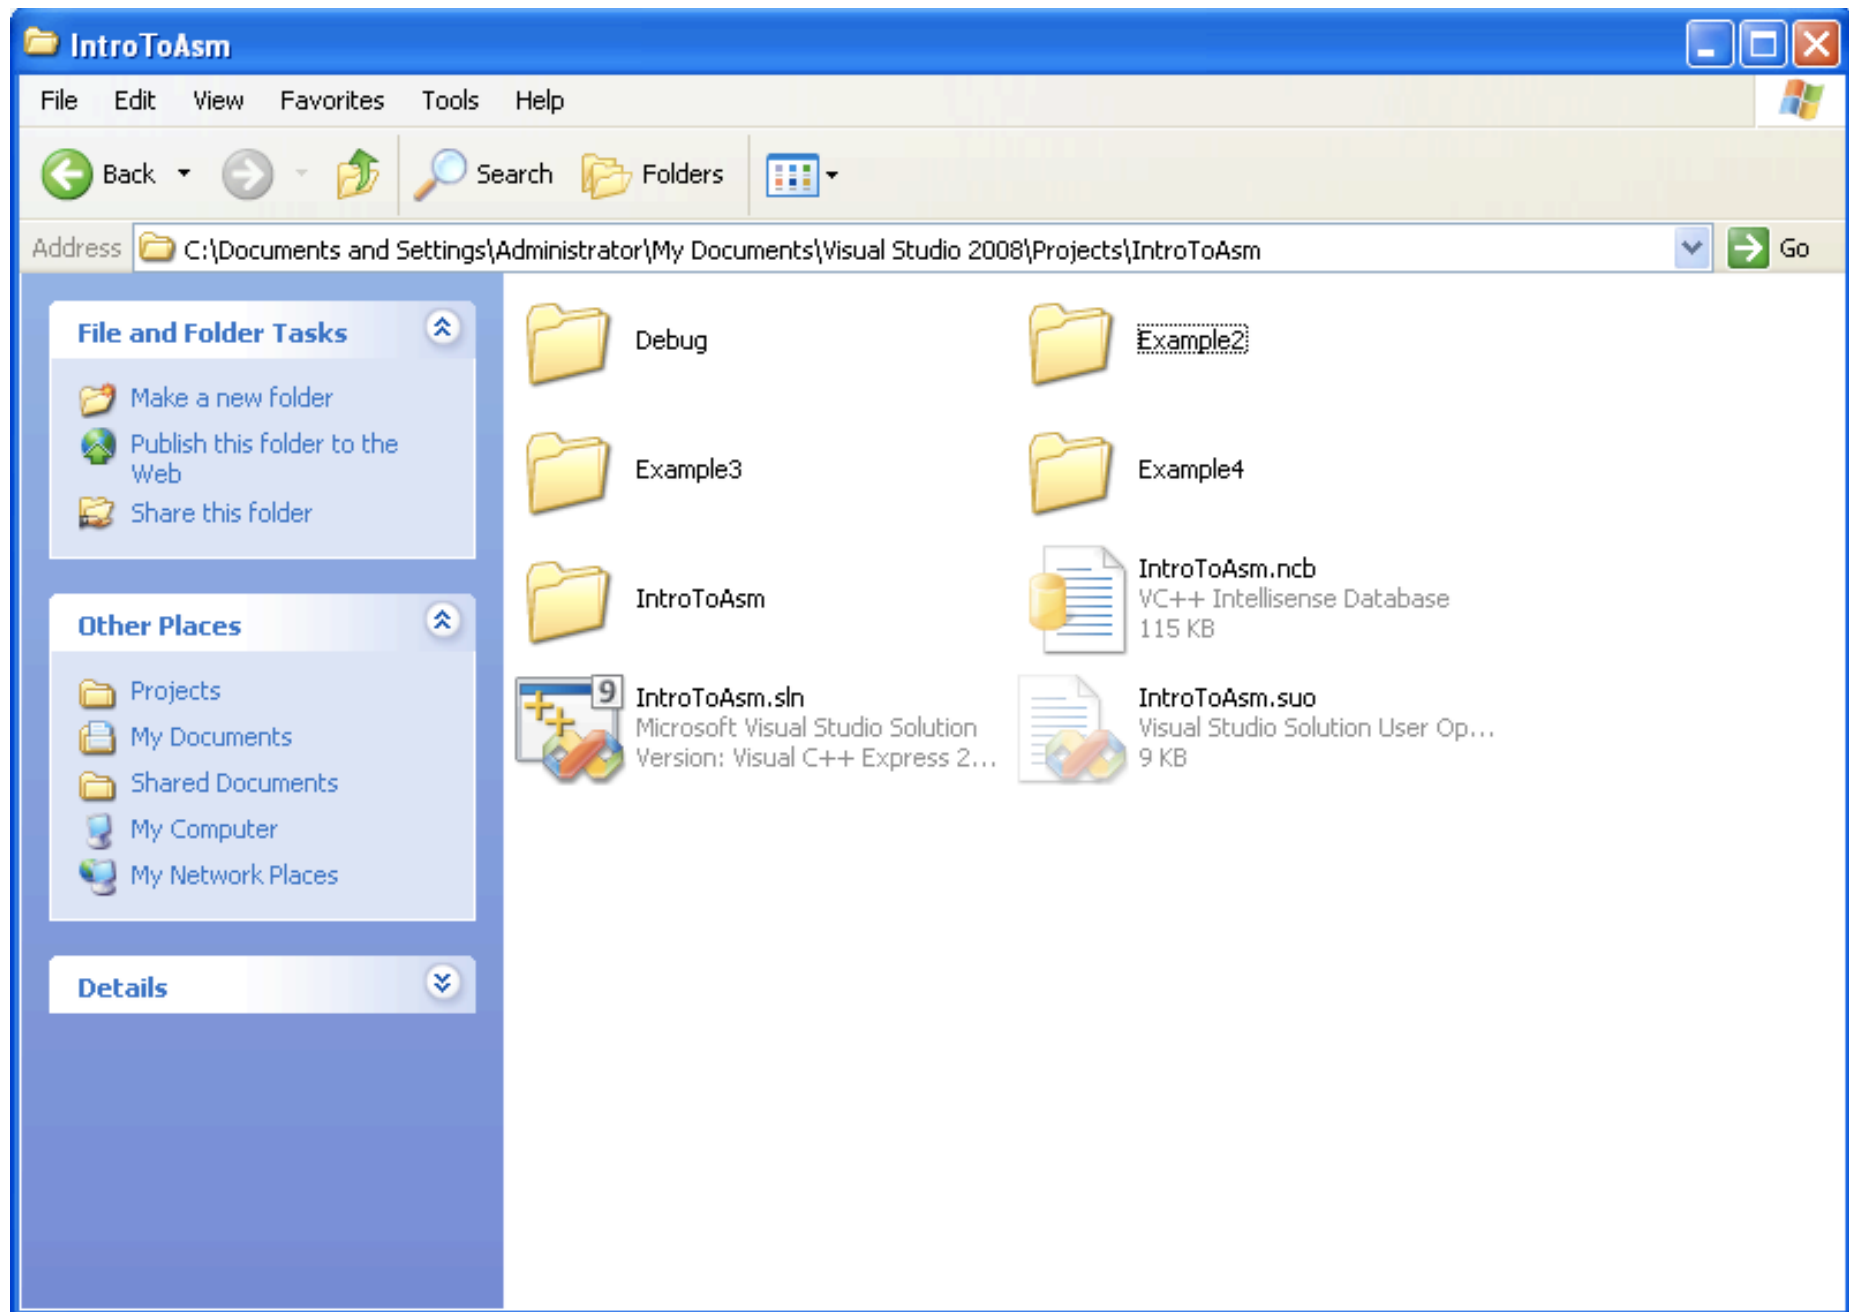 IntroToAsm
File Edit View Favorites Tools Help
Back Search Folders
Address C:\Documents and Settings\Administrator\My Documents\Visual Studio 2008\Projects\IntroToAsm Go
File and Folder Tasks
Make a new folder
Publish this folder to the
Web
Share this folder
Other Places
Projects
My Documents
Shared Documents
My Computer
My Network Places
Details
Debug
Example2
Example3
Example4
IntroToAsm
IntroToAsm.ncb
VC++ Intellisense Database
115 KB
9
IntroToAsm.sln
Microsoft Visual Studio Solution
Version: Visual C++ Express 2...
IntroToAsm.suo
Visual Studio Solution User Op...
9 KB